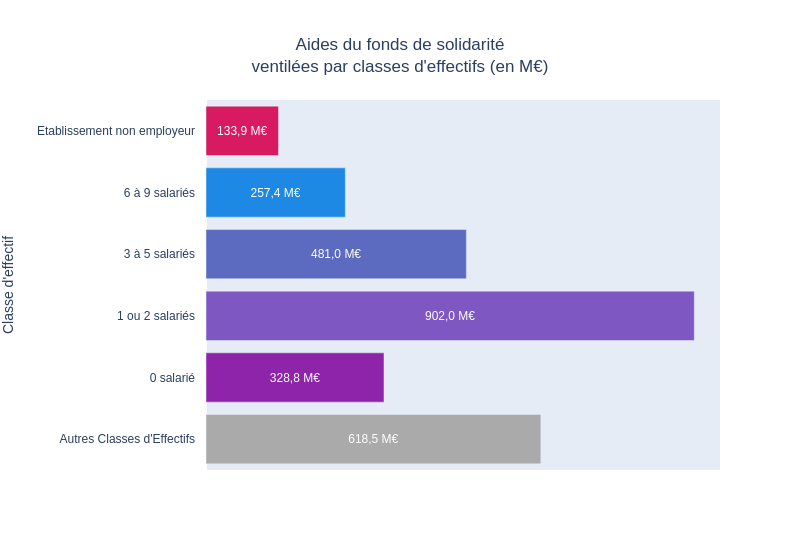 Aides du fonds de solidarité
ventilées par classes d'effectifs (en M€)
Classe d'effectif
Etablissement non employeur
133,9 M€
6 à 9 salariés
257,4 M€
3 à 5 salariés
481,0 M€
1 ou 2 salariés
902,0 M€
0 salarié
328,8 M€
Autres Classes d'Effectifs
618,5 M€